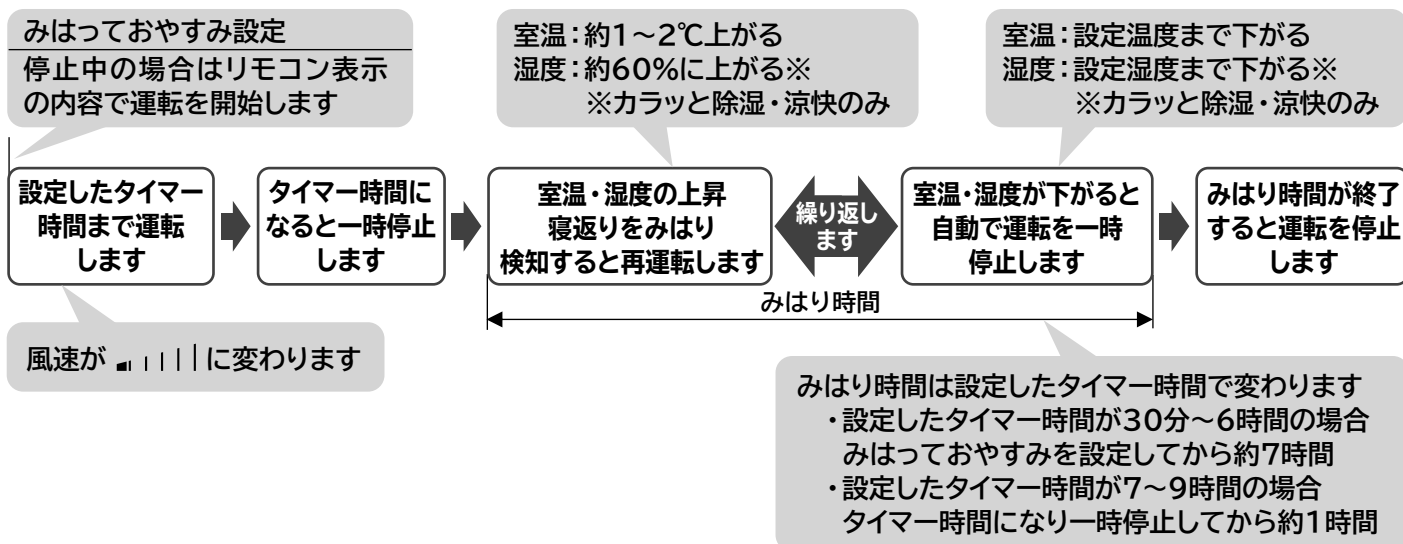 みはっておやすみ設定
停止中の場合はリモコン表示
の内容で運転を開始します
室温：約1～2℃上がる
湿度：約60%に上がる※
※カラッと除湿・涼快のみ
室温：設定温度まで下がる
湿度：設定湿度まで下がる※
※カラッと除湿・涼快のみ
設定したタイマー
時間まで運転
します
タイマー時間に
なると一時停止
します
室温・湿度の上昇
寝返りをみはり
検知すると再運転します
繰り返し
ます
室温・湿度が下がると
自動で運転を一時
停止します
みはり時間が終了
すると運転を停止
します
みはり時間
風速が に変わります
みはり時間は設定したタイマー時間で変わります
・設定したタイマー時間が30分～6時間の場合
みはっておやすみを設定してから約7時間
・設定したタイマー時間が7～9時間の場合
タイマー時間になり一時停止してから約1時間